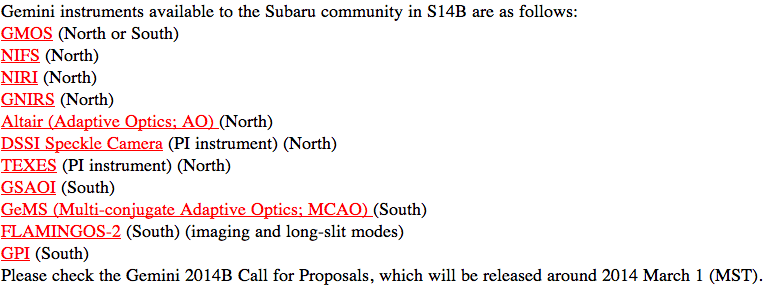 Gemini instruments available to the Subaru community in S14B are as follows:
GMOS (North or South)
NIFS (North)
NIRI (North)
GNIRS (North)
Altair (Adaptive Optics; AO) (North)
DSSI Speckle Camera (PI instrument) (North)
TEXES (PI instrument) (North)
GSAOI (South)
GeMS (Multi-conjugate Adaptive Optics; MCAO) (South)
FLAMINGOS-2 (South) (imaging and long-slit modes)
GPI (South)
Please check the Gemini 2014B Call for Proposals, which will be released around 2014 March 1 (MST).